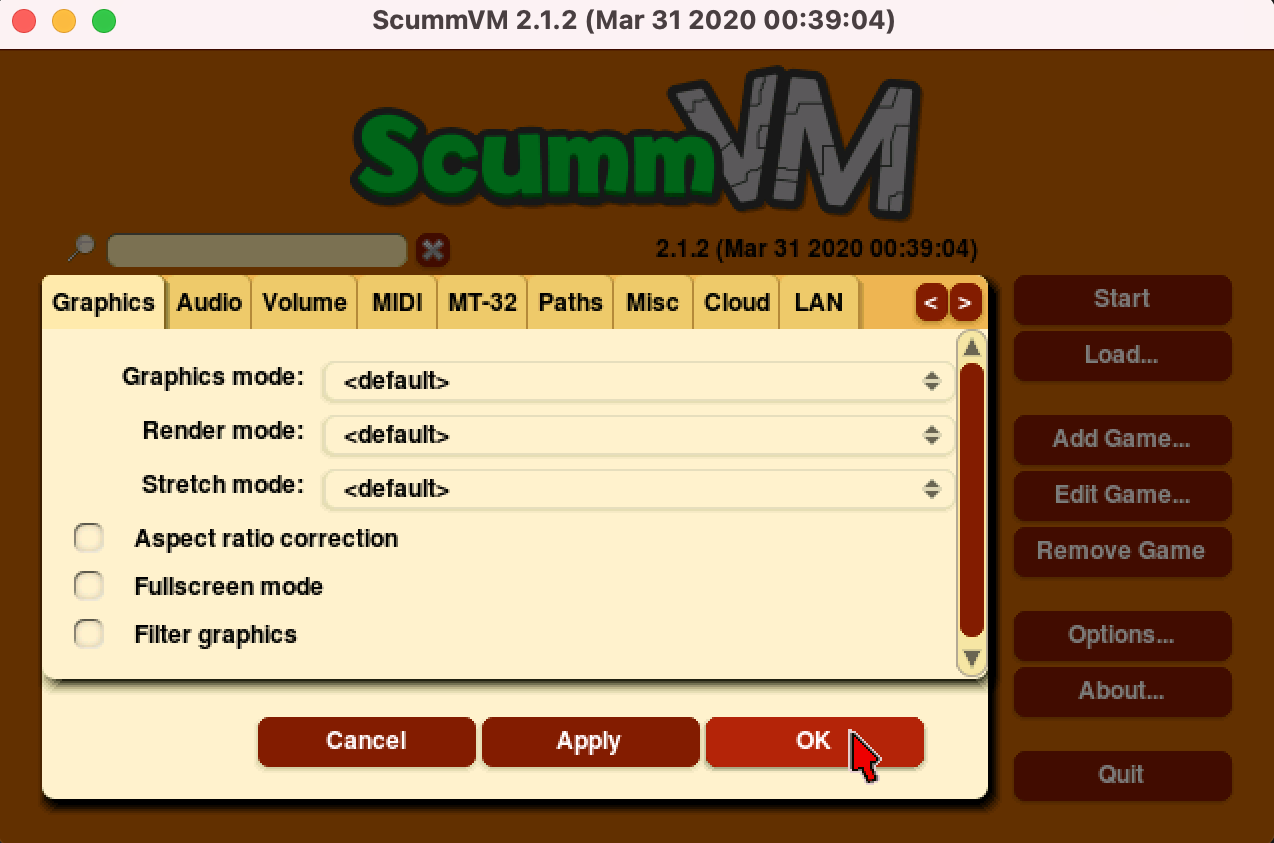 ScummVM 2.1.2 (Mar 31 2020 00:39:04)
ScummVM
2.1.2 (Mar 31 2020 00:39:04)
Graphics Audio Volume MIDI MT-32 Paths Misc Cloud LAN < >
Graphics mode: <default>
Render mode: <default>
Stretch mode: <default>
Aspect ratio correction
Fullscreen mode
Filter graphics
Cancel Apply OK
Start
Load...
Add Game...
Edit Game...
Remove Game
Options...
About...
Quit